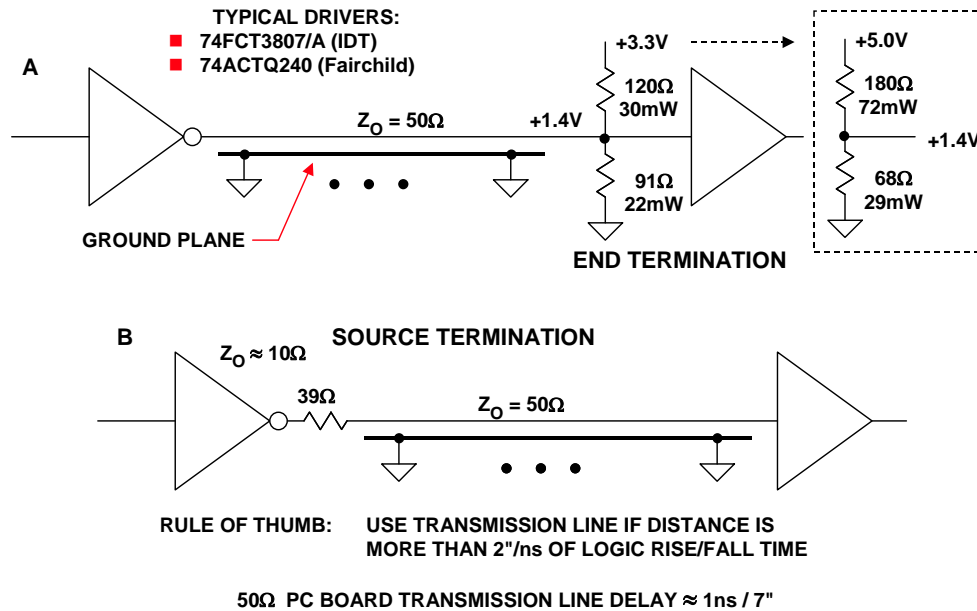 TYPICAL DRIVERS:
74FCT3807/A (IDT)
74ACTQ240 (Fairchild)
A
ZO = 50Ω
+1.4V
+3.3V
120Ω
30mW
91Ω
22mW
+5.0V
180Ω
72mW
+1.4V
68Ω
29mW
GROUND PLANE
END TERMINATION
B
SOURCE TERMINATION
ZO ≈ 10Ω
39Ω
ZO = 50Ω
RULE OF THUMB: USE TRANSMISSION LINE IF DISTANCE IS
MORE THAN 2"/ns OF LOGIC RISE/FALL TIME
50Ω PC BOARD TRANSMISSION LINE DELAY ≈ 1ns / 7"